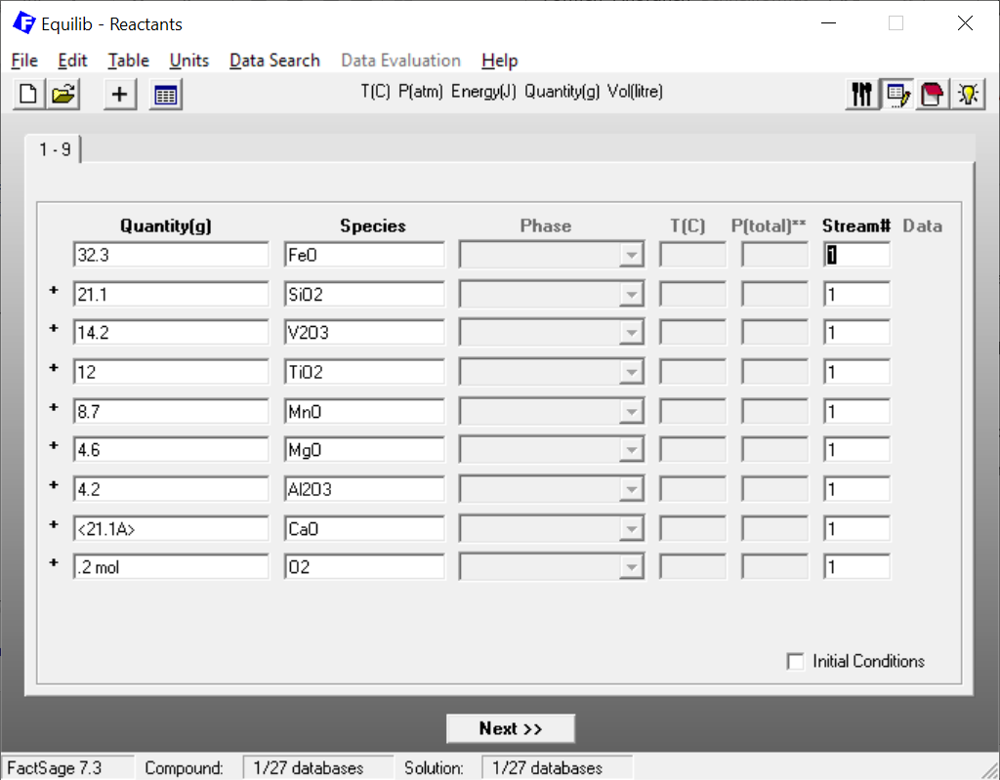 Equilib - Reactants
File Edit Table Units Data Search Data Evaluation Help
T(C) P(atm) Energy(J) Quantity(g) Vol(litre)
1 - 9
Quantity(g) Species Phase T(C) P(total)** Stream# Data
32.3 FeO 1
+ 21.1 SiO2 1
+ 14.2 V2O3 1
+ 12 TiO2 1
+ 8.7 MnO 1
+ 4.6 MgO 1
+ 4.2 Al2O3 1
+ <21.1A> CaO 1
+ .2 mol O2 1
Initial Conditions
Next >>
FactSage 7.3 Compound: 1/27 databases Solution: 1/27 databases